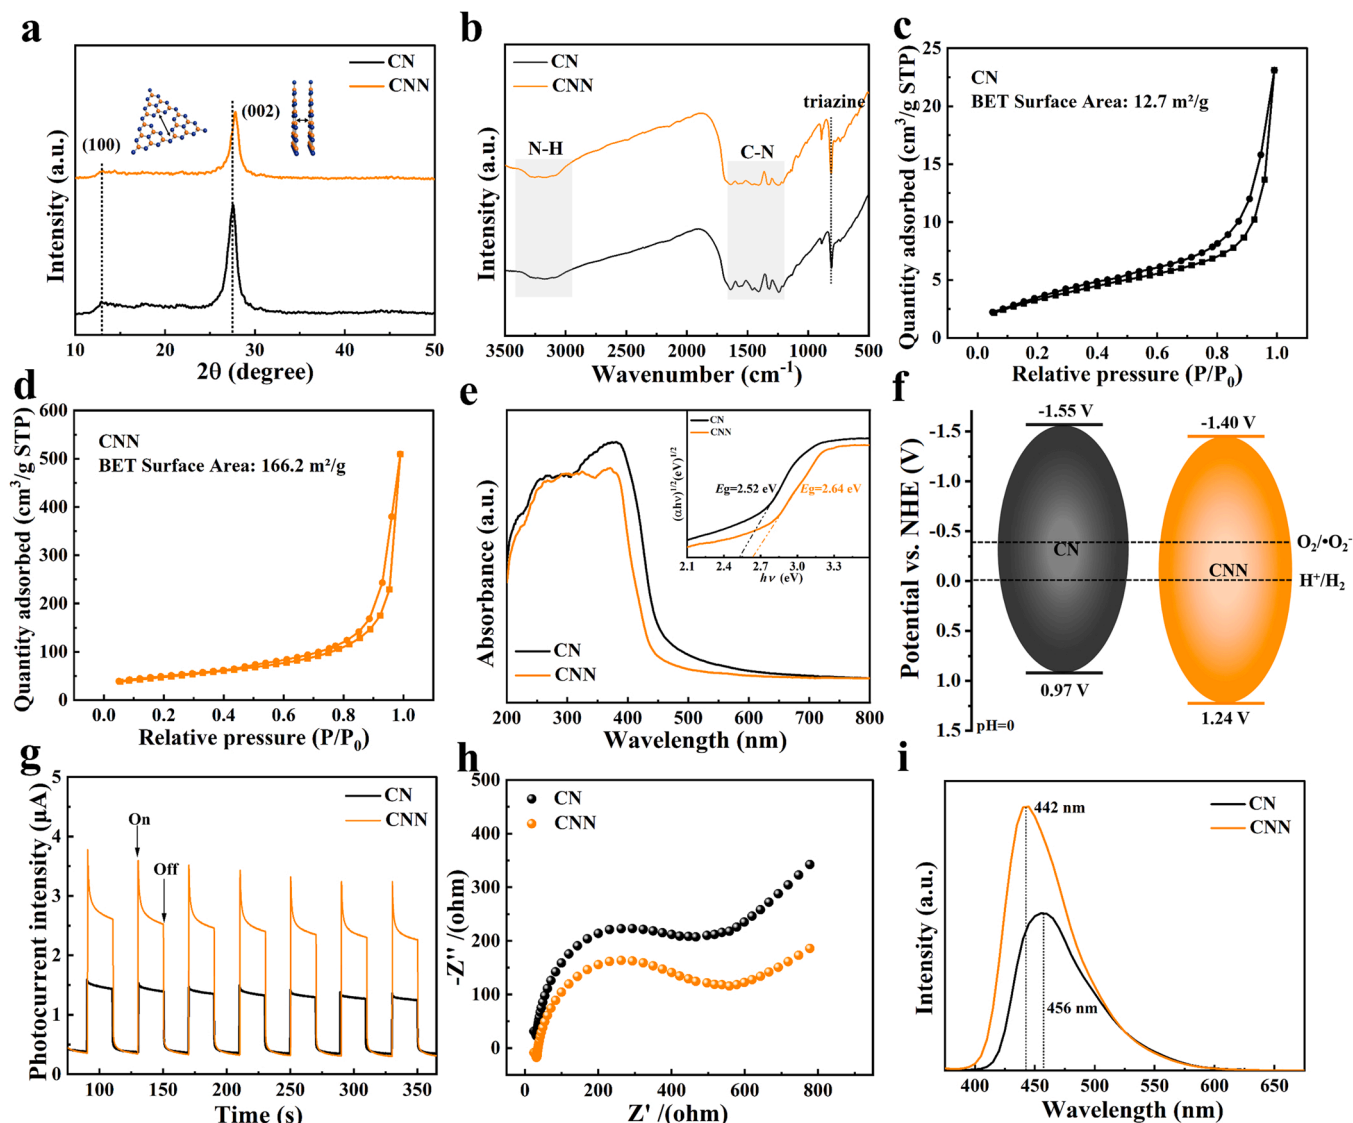 a
CN
CNN
(002)
(100)
Intensity (a.u.)
10 20 30 40 50
2θ (degree)
b
CN
CNN
triazine
N-H
C-N
Intensity (a.u.)
3500 3000 2500 2000 1500 1000 500
Wavenumber (cm⁻¹)
c
CN
BET Surface Area: 12.7 m²/g
Quantity adsorbed (cm³/g STP)
25
20
15
10
5
0
0.0 0.2 0.4 0.6 0.8 1.0
Relative pressure (P/P₀)
d
CNN
BET Surface Area: 166.2 m²/g
Quantity adsorbed (cm³/g STP)
600
500
400
300
200
100
0
0.0 0.2 0.4 0.6 0.8 1.0
Relative pressure (P/P₀)
e
CN
CNN
(αhν)¹/²(eV)¹/²
Eg=2.52 eV
Eg=2.64 eV
2.1 2.4 2.7 3.0 3.3
hν (eV)
Absorbance (a.u.)
CN
CNN
200 300 400 500 600 700 800
Wavelength (nm)
f
-1.55 V
-1.40 V
Potential vs. NHE (V)
-1.5
-1.0
-0.5
0.0
0.5
1.0
1.5
O₂/•O₂⁻
H⁺/H₂
CN
CNN
0.97 V
1.24 V
pH=0
g
CN
CNN
On
Off
Photocurrent intensity (μA)
5
4
3
2
1
0
100 150 200 250 300 350
Time (s)
h
CN
CNN
-Z'' /(ohm)
500
400
300
200
100
0
0 200 400 600 800
Z' /(ohm)
i
442 nm
CN
CNN
456 nm
Intensity (a.u.)
400 450 500 550 600 650
Wavelength (nm)